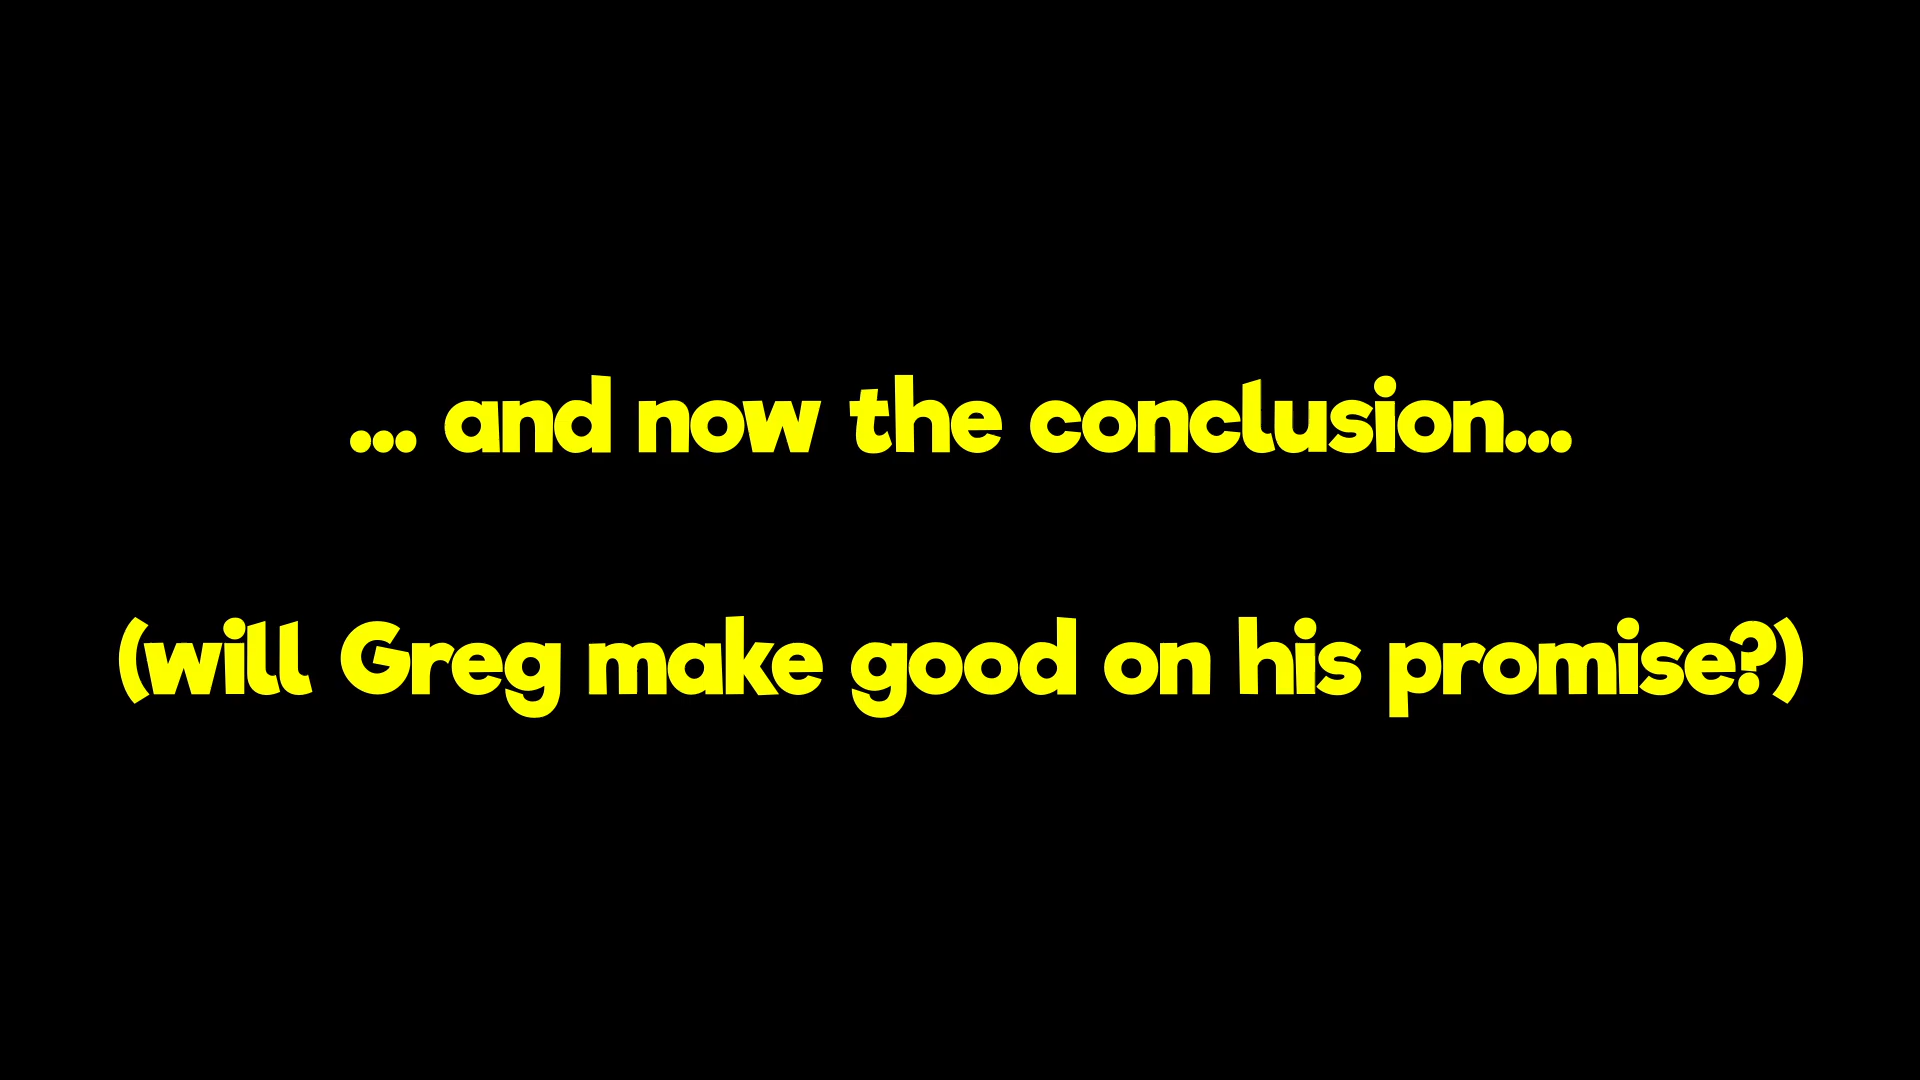 ... and now the conclusion...
(will Greg make good on his promise?)